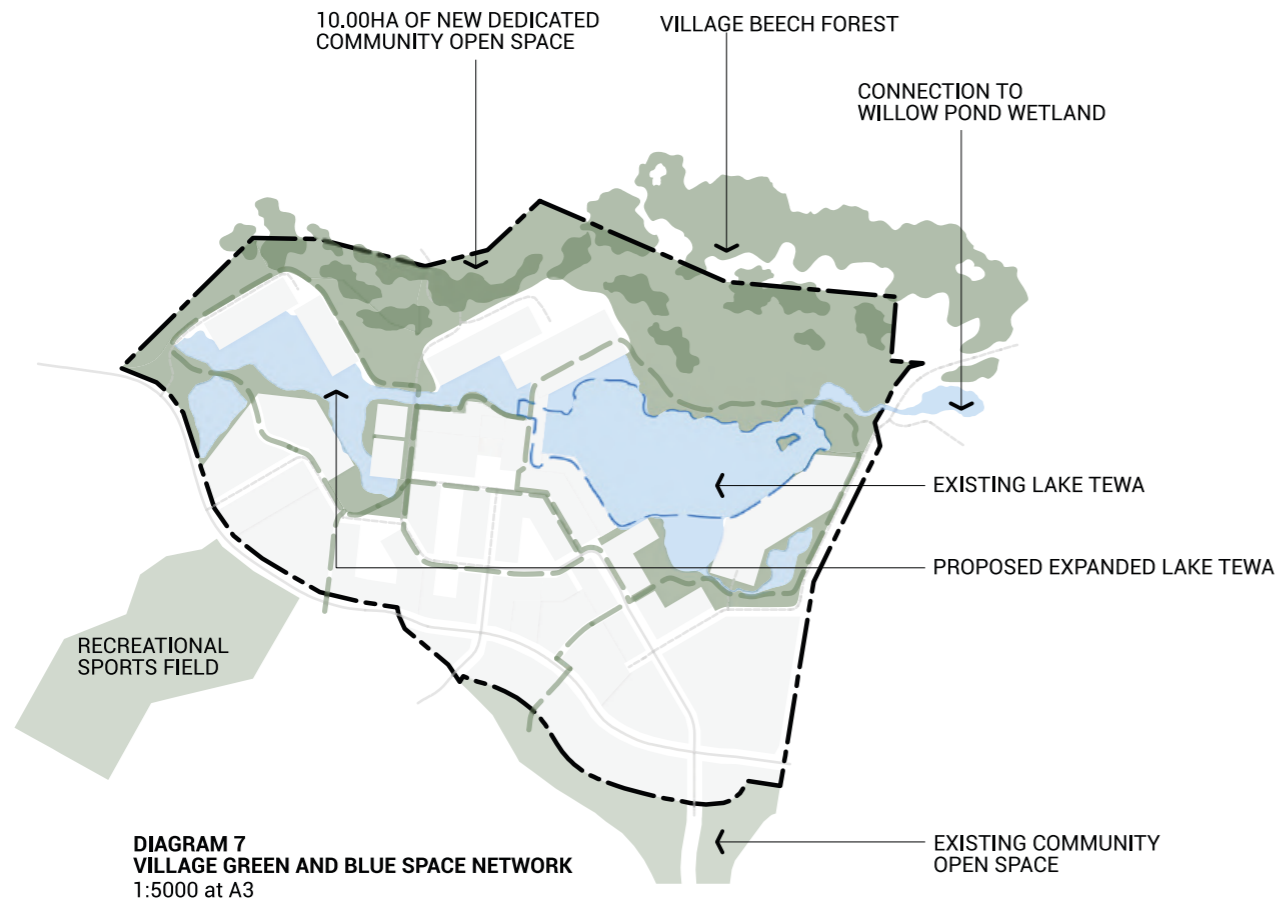 10.00HA OF NEW DEDICATED
COMMUNITY OPEN SPACE
VILLAGE BEECH FOREST
CONNECTION TO
WILLOW POND WETLAND
EXISTING LAKE TEWA
PROPOSED EXPANDED LAKE TEWA
RECREATIONAL
SPORTS FIELD
EXISTING COMMUNITY
OPEN SPACE
DIAGRAM 7
VILLAGE GREEN AND BLUE SPACE NETWORK
1:5000 at A3